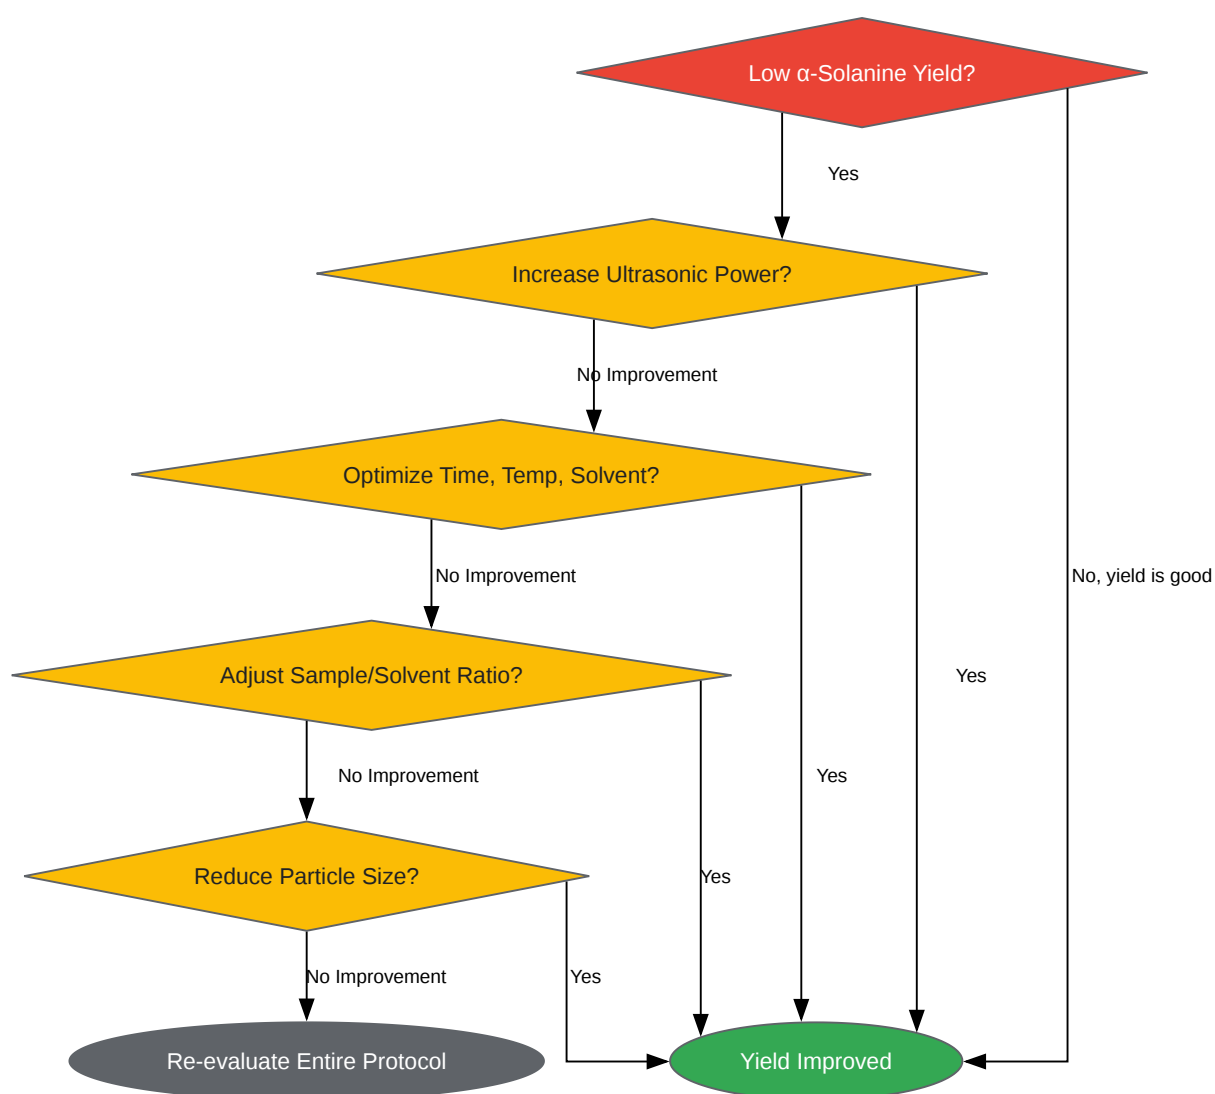 Low α-Solanine Yield?
Yes
Increase Ultrasonic Power?
No Improvement
Optimize Time, Temp, Solvent?
No Improvement
No, yield is good
Adjust Sample/Solvent Ratio?
Yes
No Improvement
Yes
Reduce Particle Size?
Yes
No Improvement
Yes
Re-evaluate Entire Protocol
Yield Improved